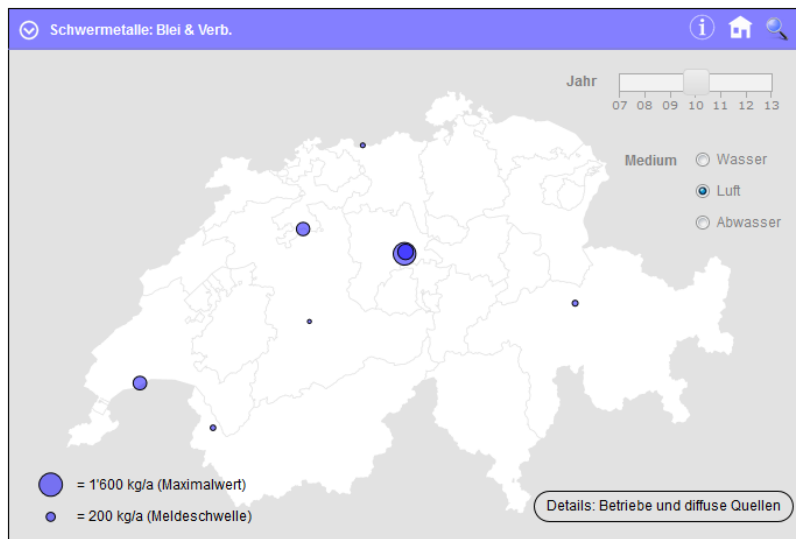 Schwermetalle: Blei & Verb.
Jahr
07 08 09 10 11 12 13
Medium
Wasser
Luft
Abwasser
= 1'600 kg/a (Maximalwert)
= 200 kg/a (Meldeschwelle)
Details: Betriebe und diffuse Quellen